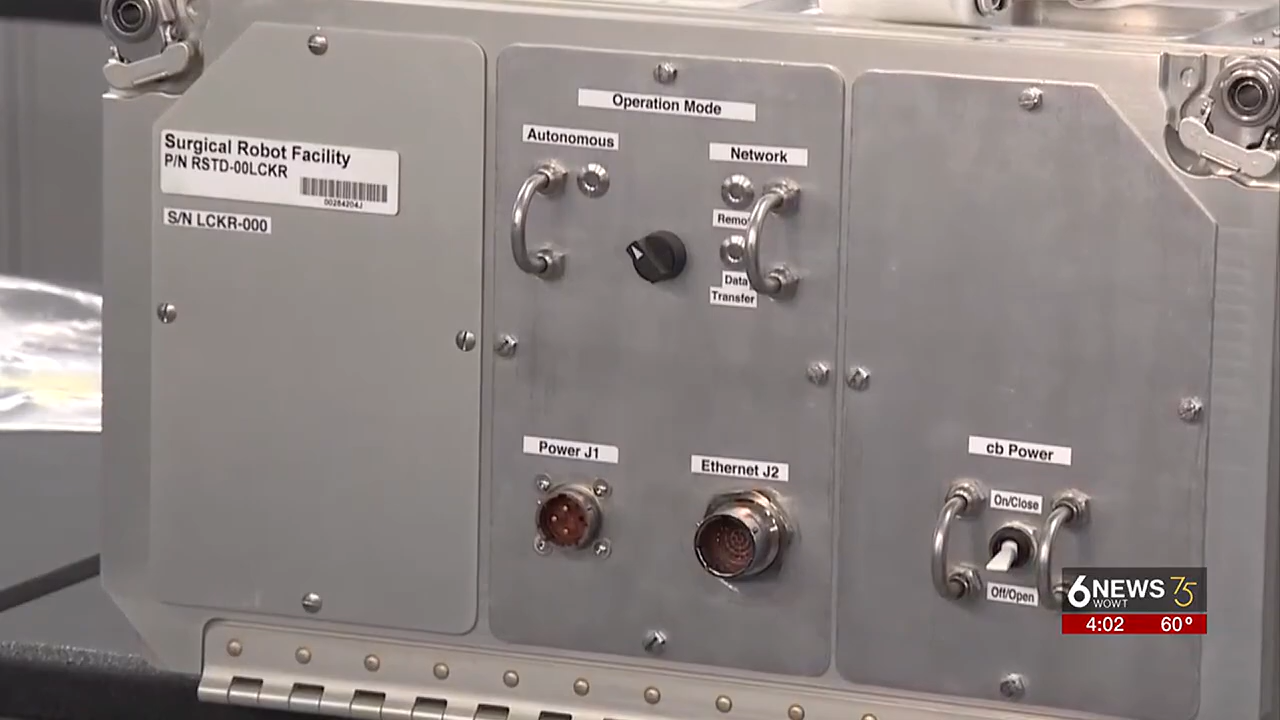 Surgical Robot Facility
P/N RSTD-00LCKR
00284204J
S/N LCKR-000
Operation Mode
Autonomous
Network
Data
Transfer
Power J1
Ethernet J2
cb Power
On/Close
Off/Open
6NEWS 75
WOWT
4:02 60°